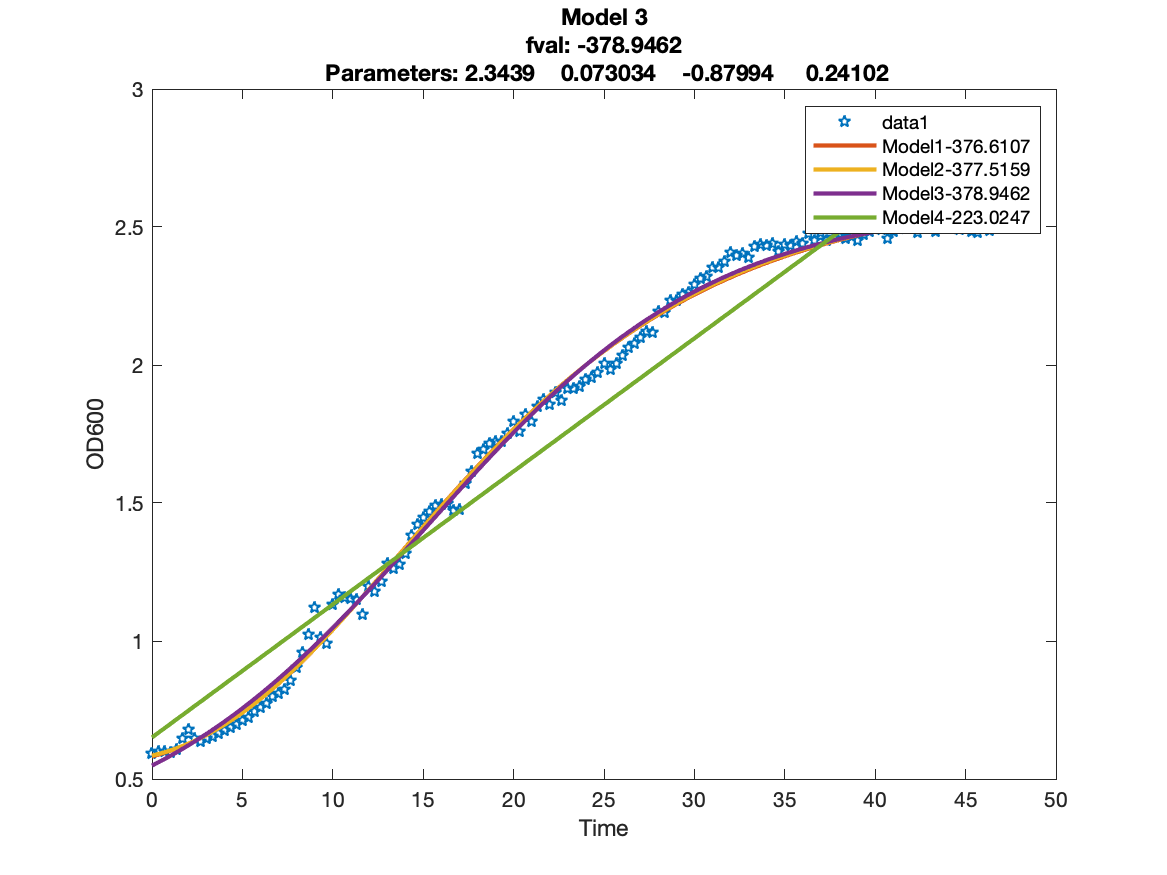 Model 3
fval: -378.9462
Parameters: 2.3439 0.073034 -0.87994 0.24102
3
2.5
2
1.5
1
0.5
OD600
data1
Model1-376.6107
Model2-377.5159
Model3-378.9462
Model4-223.0247
0 5 10 15 20 25 30 35 40 45 50
Time